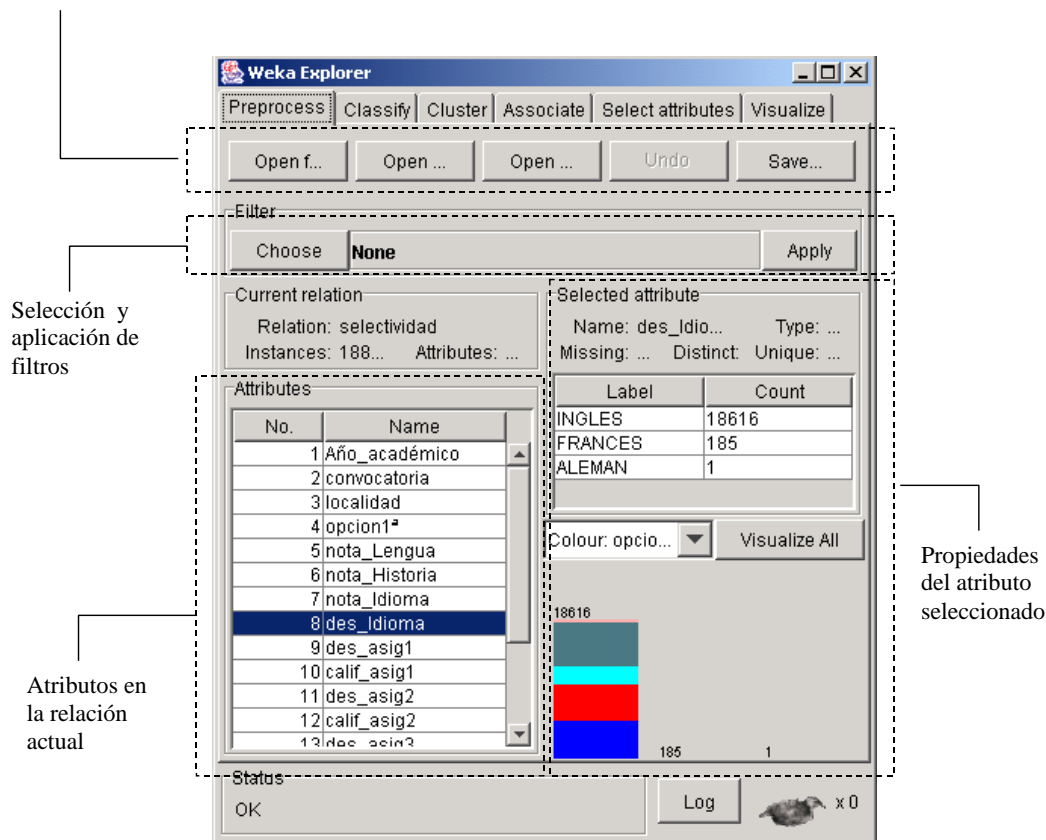 Weka Explorer
Preprocess Classify Cluster Associate Select attributes Visualize
Open f... Open ... Open ... Undo Save...
Filter
Choose None Apply
Selección y
aplicación de
filtros
Current relation
Relation: selectividad
Instances: 188... Attributes: ...
Selected attribute
Name: des_Idio... Type: ...
Missing: ... Distinct: Unique: ...
Label Count
INGLES 18616
FRANCES 185
ALEMAN 1
Attributes
No. Name
1 Año_académico
2 convocatoria
3 localidad
4 opcion1ª
5 nota_Lengua
6 nota_Historia
7 nota_Idioma
8 des_Idioma
9 des_asig1
10 calif_asig1
11 des_asig2
12 calif_asig2
13 des_asig3
Colour: opcio... Visualize All
18616
185
1
Propiedades
del atributo
seleccionado
Atributos en
la relación
actual
Status
OK
Log
x 0